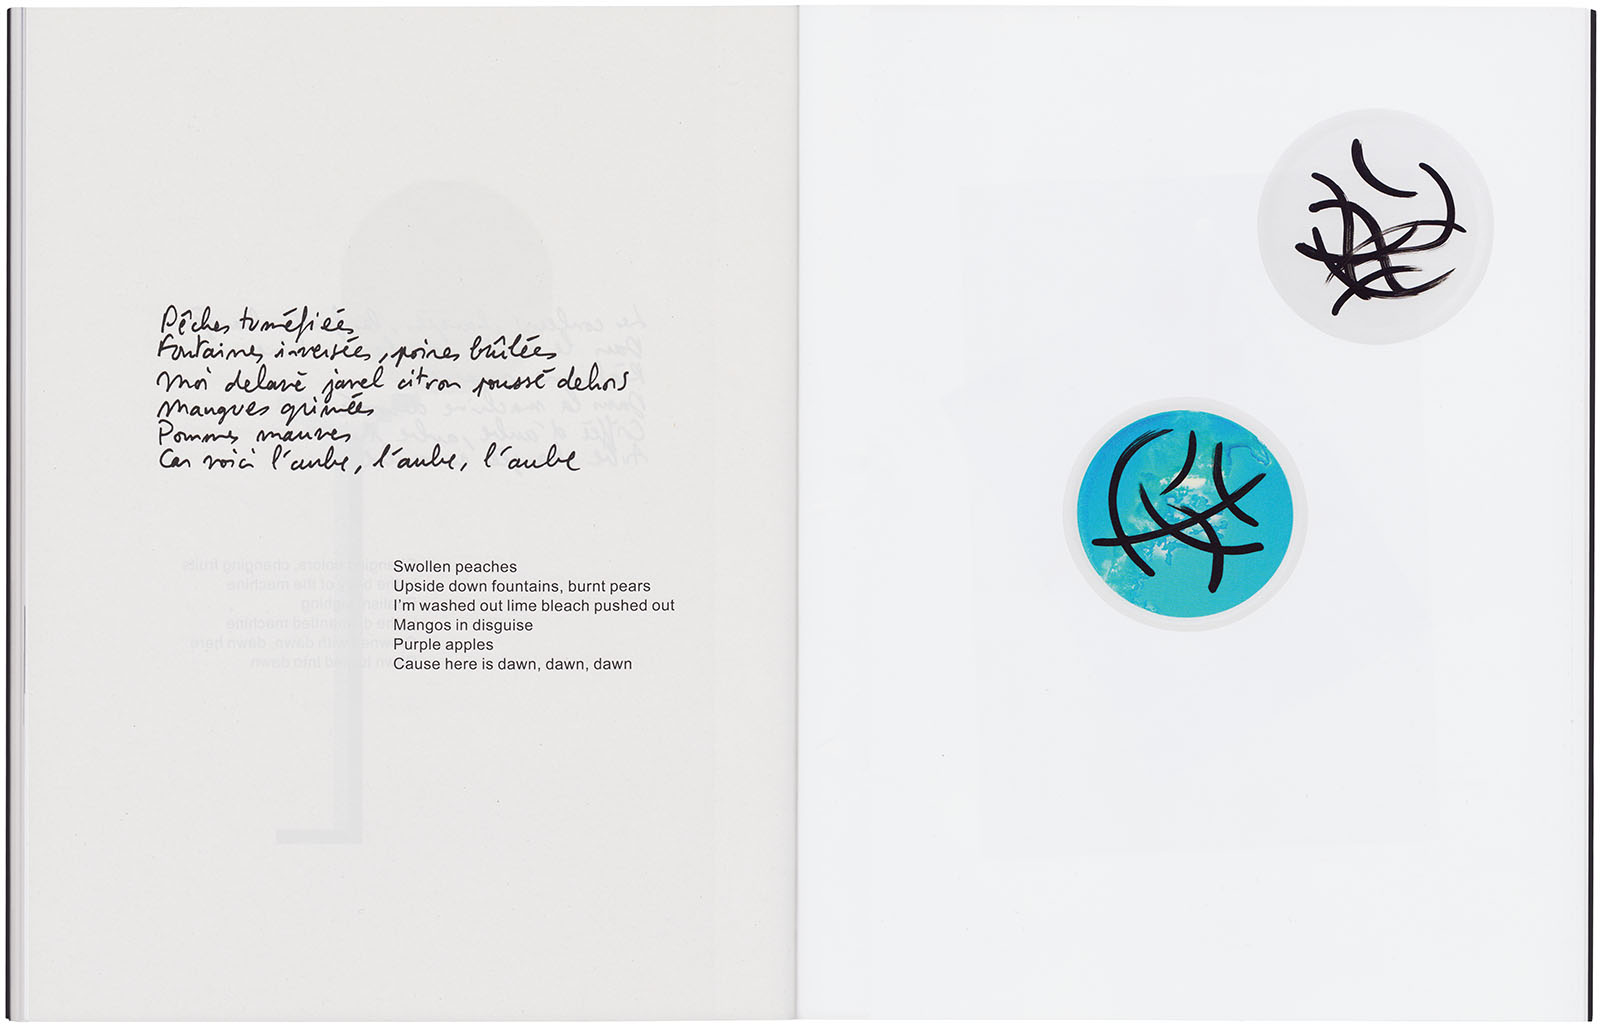 Pêches tuméfiées
Fontaines inversées, poires brûlées
Moi delavé javel citron poussé dehors
Mangues grimées
Pommes mauves
Car voici l'aube, l'aube, l'aube
Swollen peaches
Upside down fountains, burnt pears
I'm washed out lime bleach pushed out
Mangos in disguise
Purple apples
Cause here is dawn, dawn, dawn